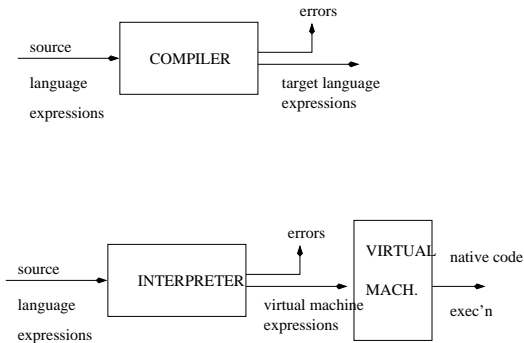 errors
source
COMPILER
language
target language
expressions
expressions
errors
VIRTUAL
native code
source
INTERPRETER
MACH.
language
virtual machine
exec'n
expressions
expressions